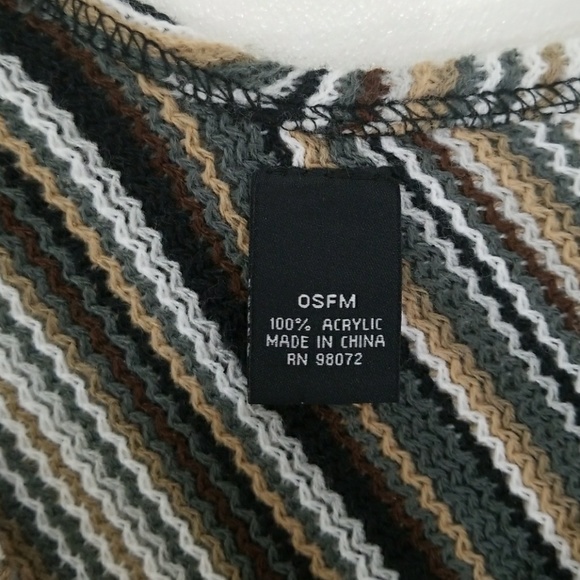 OSFM
100% ACRYLIC
MADE IN CHINA
RN 98072